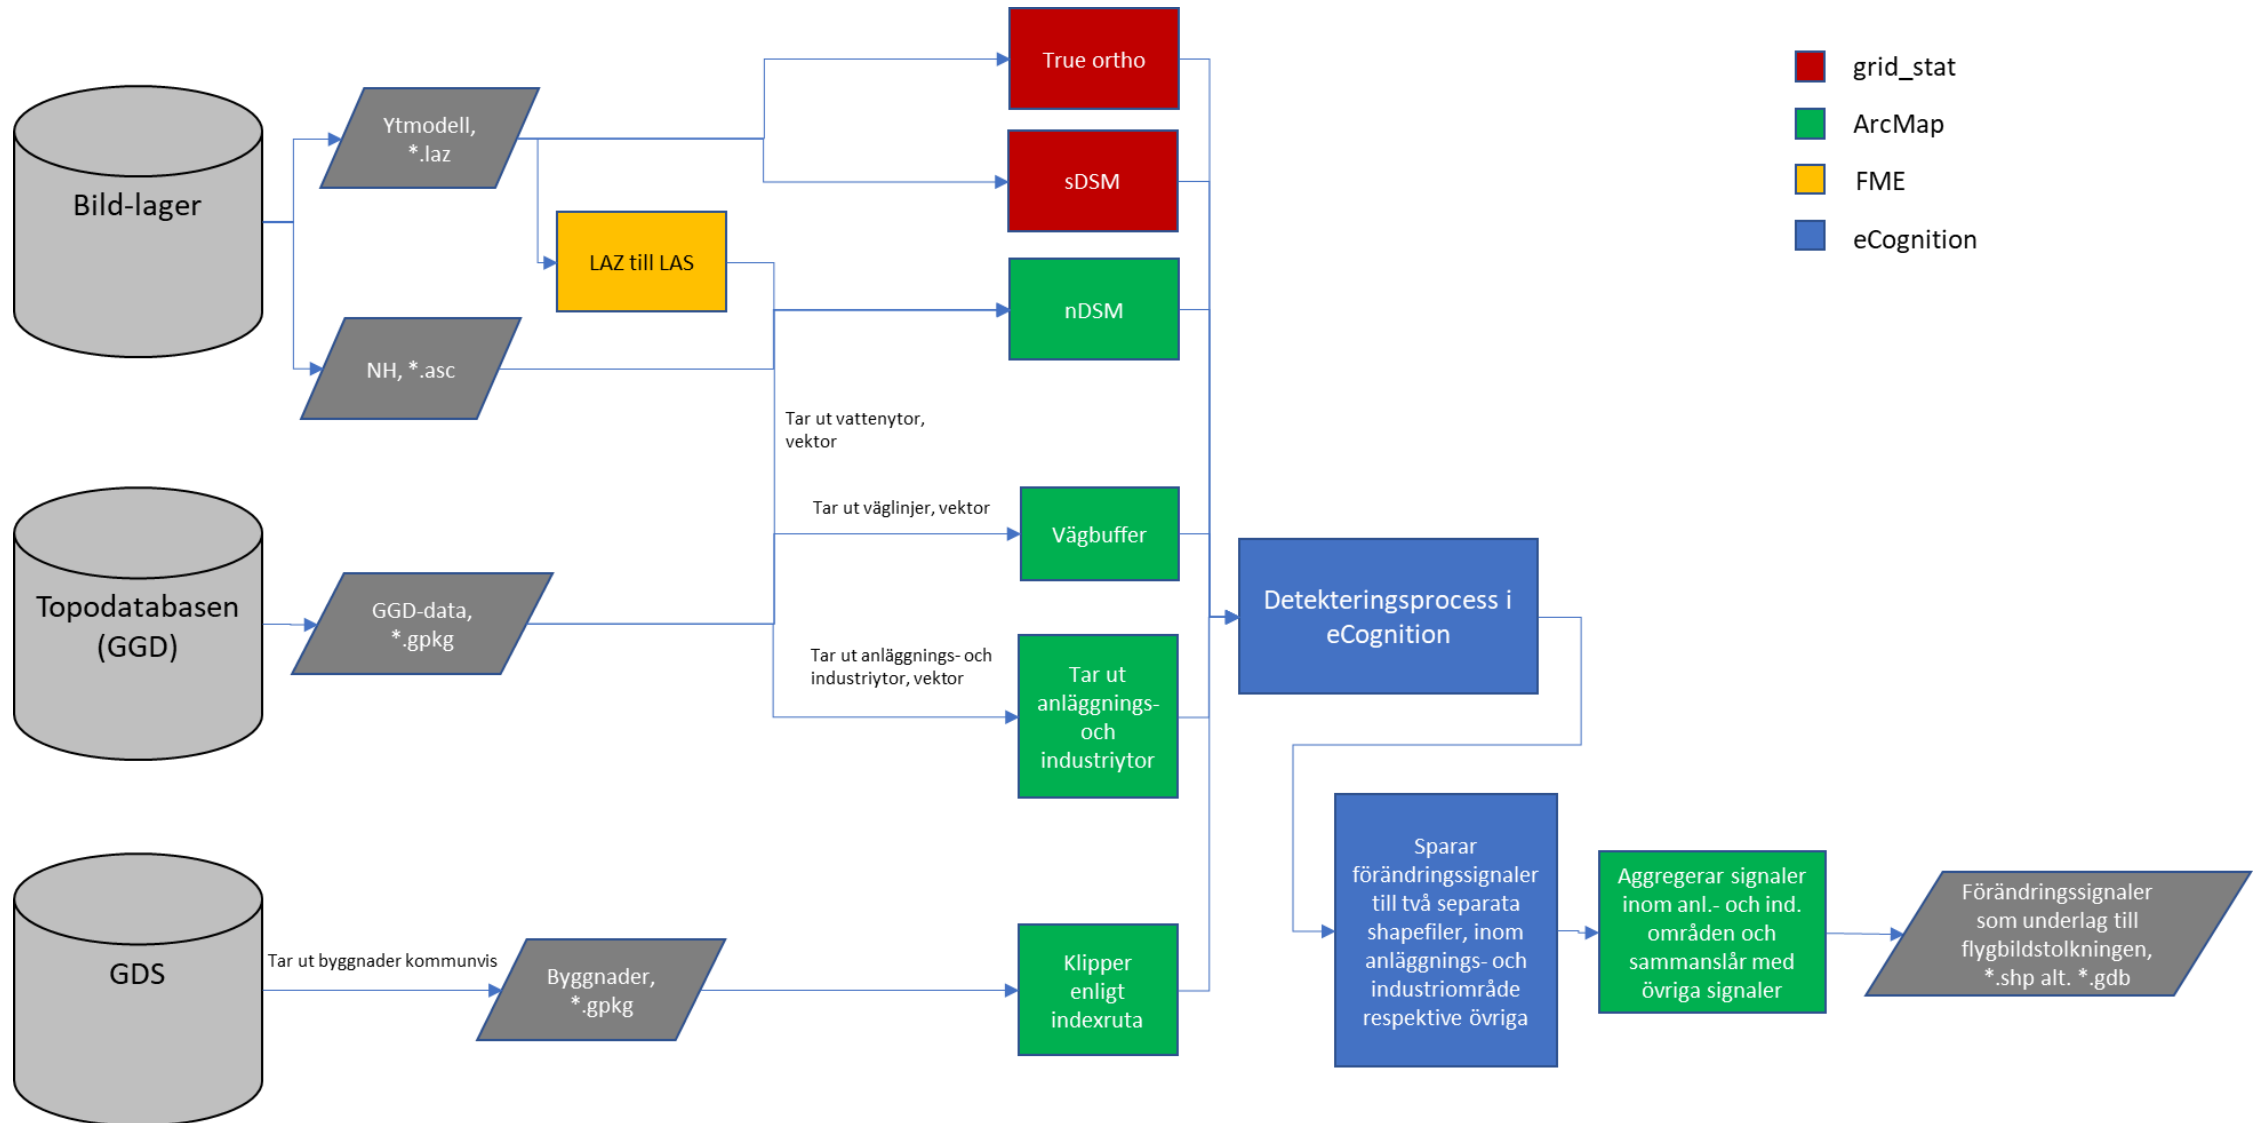 Bild-lager
Ytmodell,
*.laz
LAZ till LAS
NH, *.asc
True ortho
sDSM
nDSM
grid_stat
ArcMap
FME
eCognition
Tar ut vattenytor,
vektor
Topodatabasen
(GGD)
GGD-data,
*.gpkg
Tar ut väglinjer, vektor
Vägbuffer
Tar ut anläggnings- och
industriytor, vektor
Tar ut
anläggnings-
och
industriytor
Detekteringsprocess i
eCognition
GDS
Tar ut byggnader kommunvis
Byggnader,
*.gpkg
Klipper
enligt
indexruta
Sparar
förändringssignaler
till två separata
shapefiler, inom
anläggnings- och
industriområde
respektive övriga
Aggregerar signaler
inom anl.- och ind.
områden och
sammanslår med
övriga signaler
Förändringssignaler
som underlag till
flygbildstolkningen,
*.shp alt. *.gdb